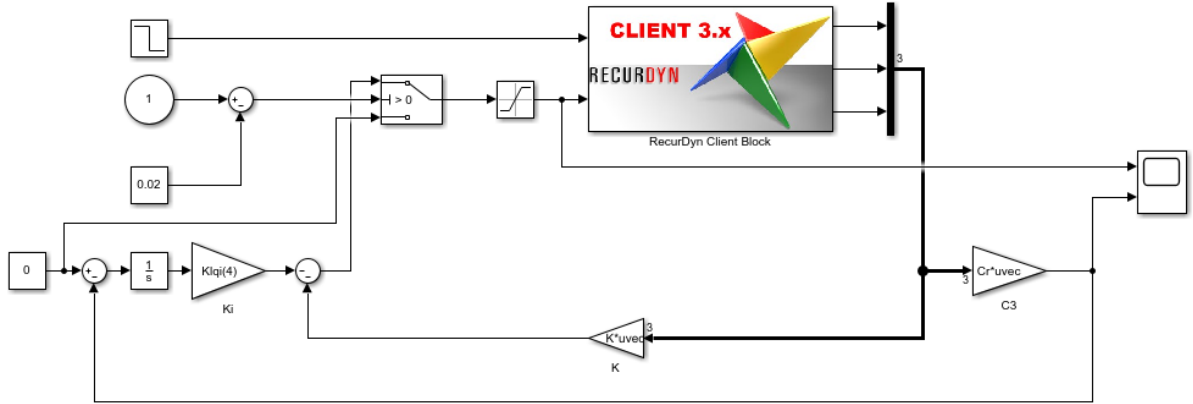 CLIENT 3.x
RECURDYN
3
1
+
−
> 0
RecurDyn Client Block
0.02
0
+
−
1
s
Klqi(4)
−
−
Cr*uvec
3
Ki
C3
3
K*uvec
K